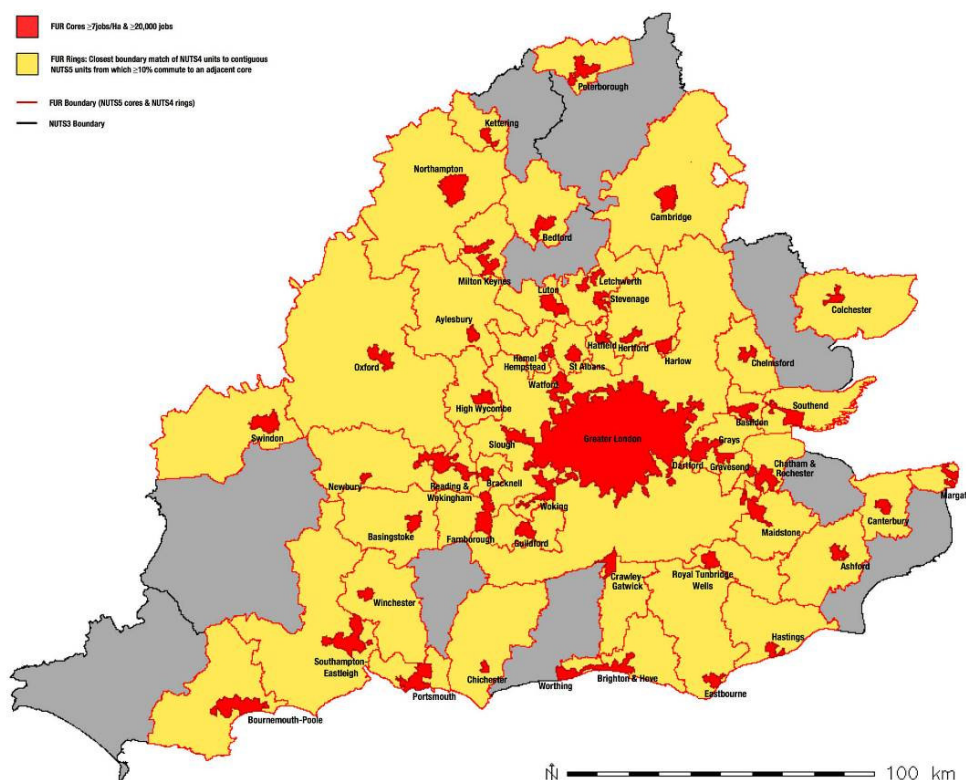 FUR Cores ≥7jobs/Ha & ≥20,000 jobs
FUR Rings: Closest boundary match of NUTS4 units to contiguous
NUTS5 units from which ≥10% commute to an adjacent core
FUR Boundary (NUTS5 cores & NUTS4 rings)
NUTS3 Boundary
Peterborough
Kettering
Northampton
Cambridge
Bedford
Milton Keynes
Letchworth
Luton
Stevenage
Colchester
Aylesbury
Hatfield
Hertford
Harlow
Hemel
Hempstead
St Albans
Chelmsford
Oxford
Watford
High Wycombe
Southend
Basildon
Swindon
Slough
Greater London
Grays
Dartford
Gravesend
Chatham &
Rochester
Newbury
Reading &
Wokingham
Bracknell
Margat
Woking
Canterbury
Basingstoke
Farnborough
Guildford
Maidstone
Ashford
Crawley-
Gatwick
Royal Tunbridge
Wells
Winchester
Hastings
Southampton-
Eastleigh
Chichester
Worthing
Brighton & Hove
Eastbourne
Portsmouth
Bournemouth-Poole
N
100 km